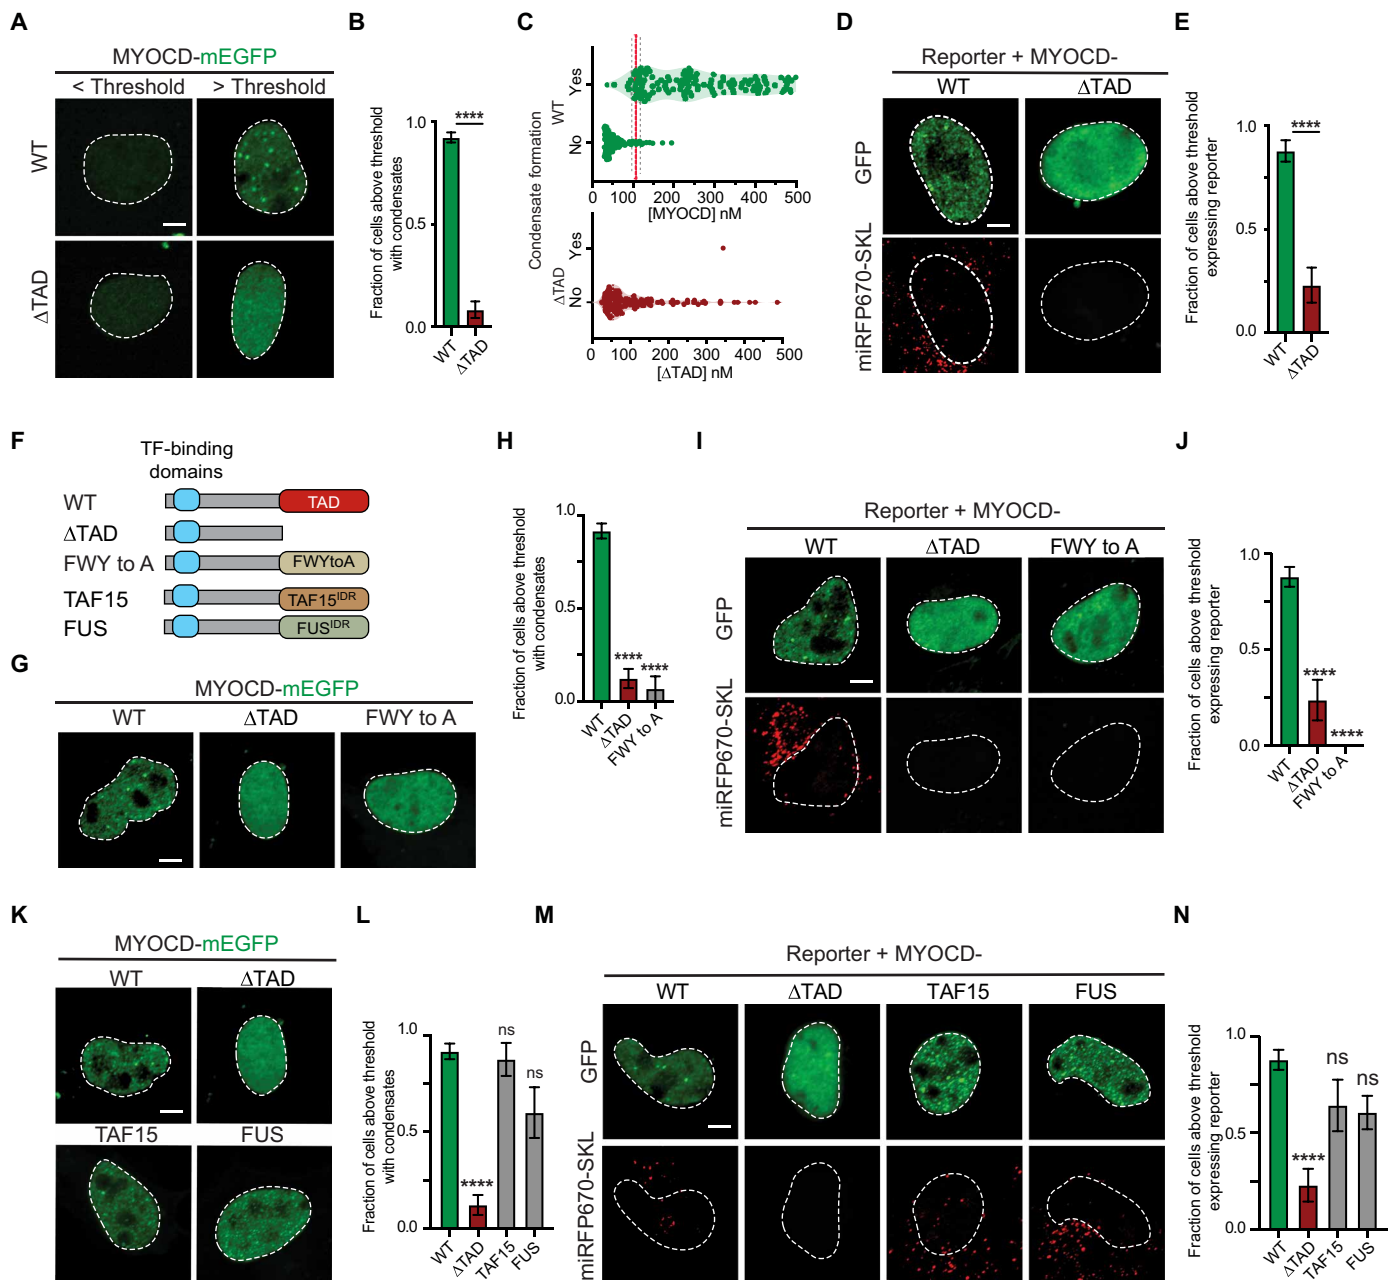 A
MYOCD-mEGFP
< Threshold
> Threshold
WT
ΔTAD
B
Fraction of cells above threshold
with condensates
1.0
0.5
0.0
****
WT
ΔTAD
C
Condensate formation
WT
Yes
No
0 100 200 300 400 500
[MYOCD] nM
ΔTAD
Yes
No
0 100 200 300 400 500
[ΔTAD] nM
D
Reporter + MYOCD-
WT
ΔTAD
GFP
miRFP670-SKL
E
Fraction of cells above threshold
expressing reporter
1.0
0.5
0.0
****
WT
ΔTAD
F
TF-binding
domains
WT
TAD
ΔTAD
FWY to A
FWYtoA
TAF15
TAF15IDR
FUS
FUSIDR
G
MYOCD-mEGFP
WT
ΔTAD
FWY to A
H
Fraction of cells above threshold
with condensates
1.0
0.5
0.0
****
****
WT
ΔTAD
FWY to A
I
Reporter + MYOCD-
WT
ΔTAD
FWY to A
GFP
miRFP670-SKL
J
Fraction of cells above threshold
expressing reporter
1.0
0.5
0.0
****
****
WT
ΔTAD
FWY to A
K
MYOCD-mEGFP
WT
ΔTAD
TAF15
FUS
L
Fraction of cells above threshold
with condensates
1.0
0.5
0.0
****
ns
ns
WT
ΔTAD
TAF15
FUS
M
Reporter + MYOCD-
WT
ΔTAD
TAF15
FUS
GFP
miRFP670-SKL
N
Fraction of cells above threshold
expressing reporter
1.0
0.5
0.0
****
ns
ns
WT
ΔTAD
TAF15
FUS